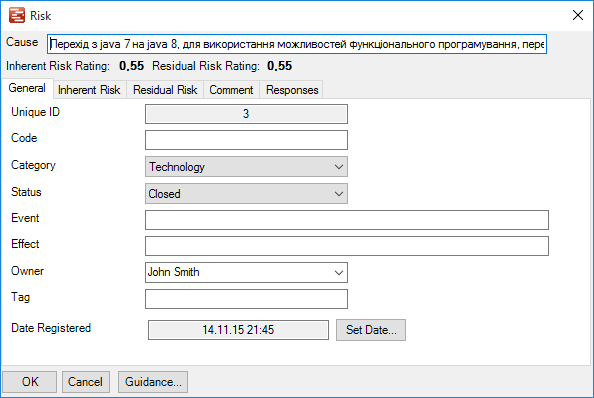 Risk
Cause Перехід з java 7 на java 8, для використання можливостей функціонального програмування,
Inherent Risk Rating: 0,55 Residual Risk Rating: 0,55
General Inherent Risk Residual Risk Comment Responses
Unique ID 3
Code
Category Technology
Status Closed
Event
Effect
Owner John Smith
Tag
Date Registered 14.11.15 21:45 Set Date...
OK Cancel Guidance...